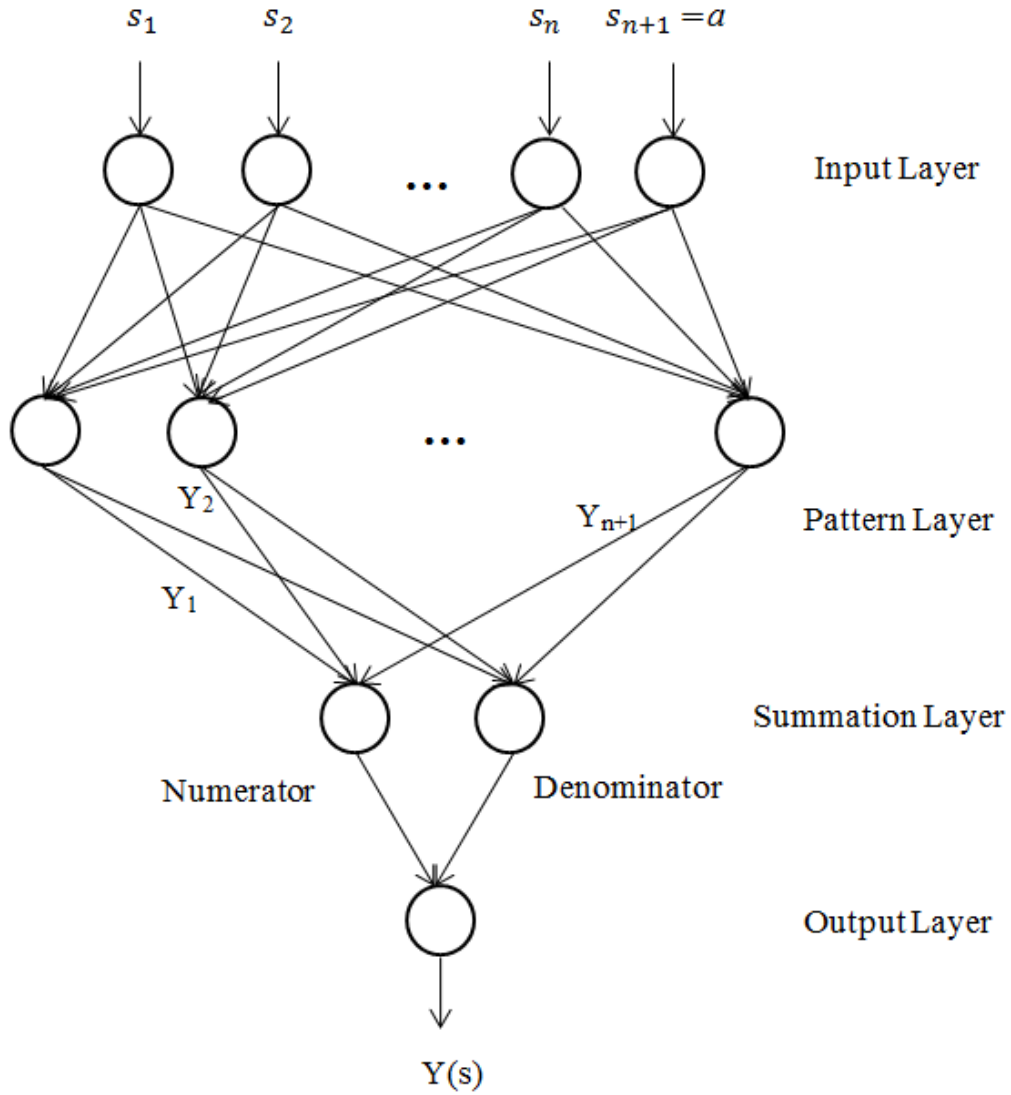 s₁ s₂ sₙ sₙ₊₁ =a
Input Layer
...
...
Y₂
Yₙ₊₁
Pattern Layer
Y₁
Summation Layer
Numerator
Denominator
Output Layer
Y(s)